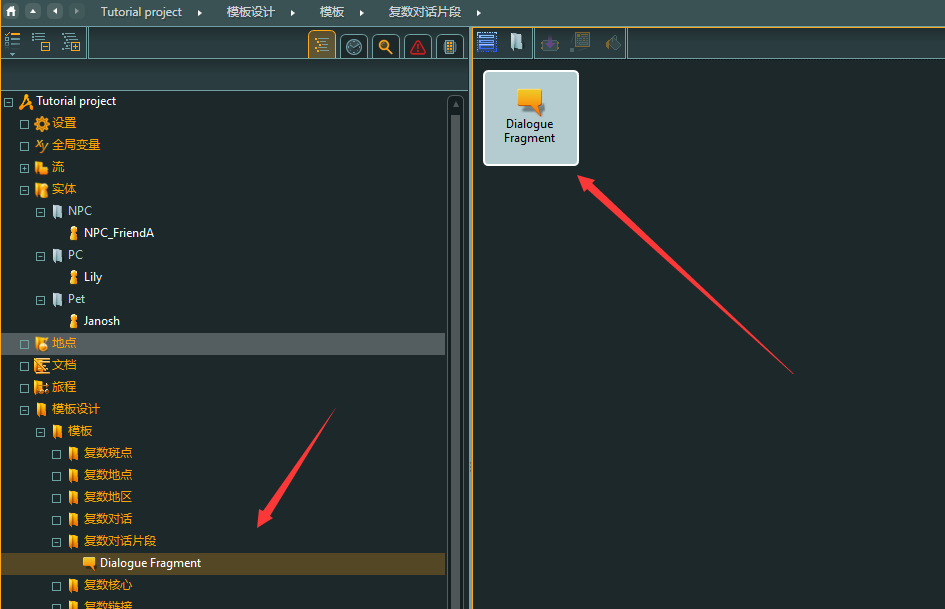 Tutorial project 模板设计 模板 复数对话片段
Tutorial project
设置
xy 全局变量
流
实体
NPC
NPC_FriendA
PC
Lily
Pet
Janosh
地点
文档
旅程
模板设计
模板
复数斑点
复数地点
复数地区
复数对话
复数对话片段
Dialogue Fragment
复数核心
复数链接
Dialogue
Fragment